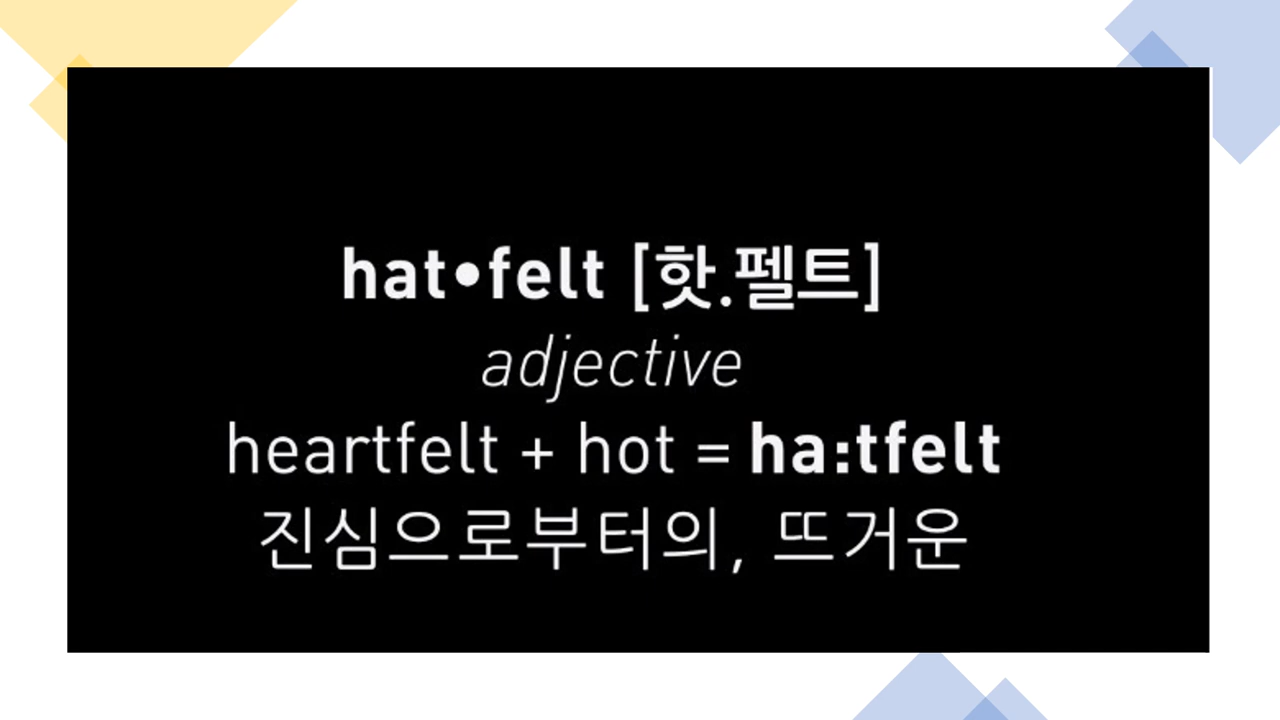 hat•felt [핫.펠트]
adjective
heartfelt + hot = ha:tfelt
진심으로부터의, 뜨거운